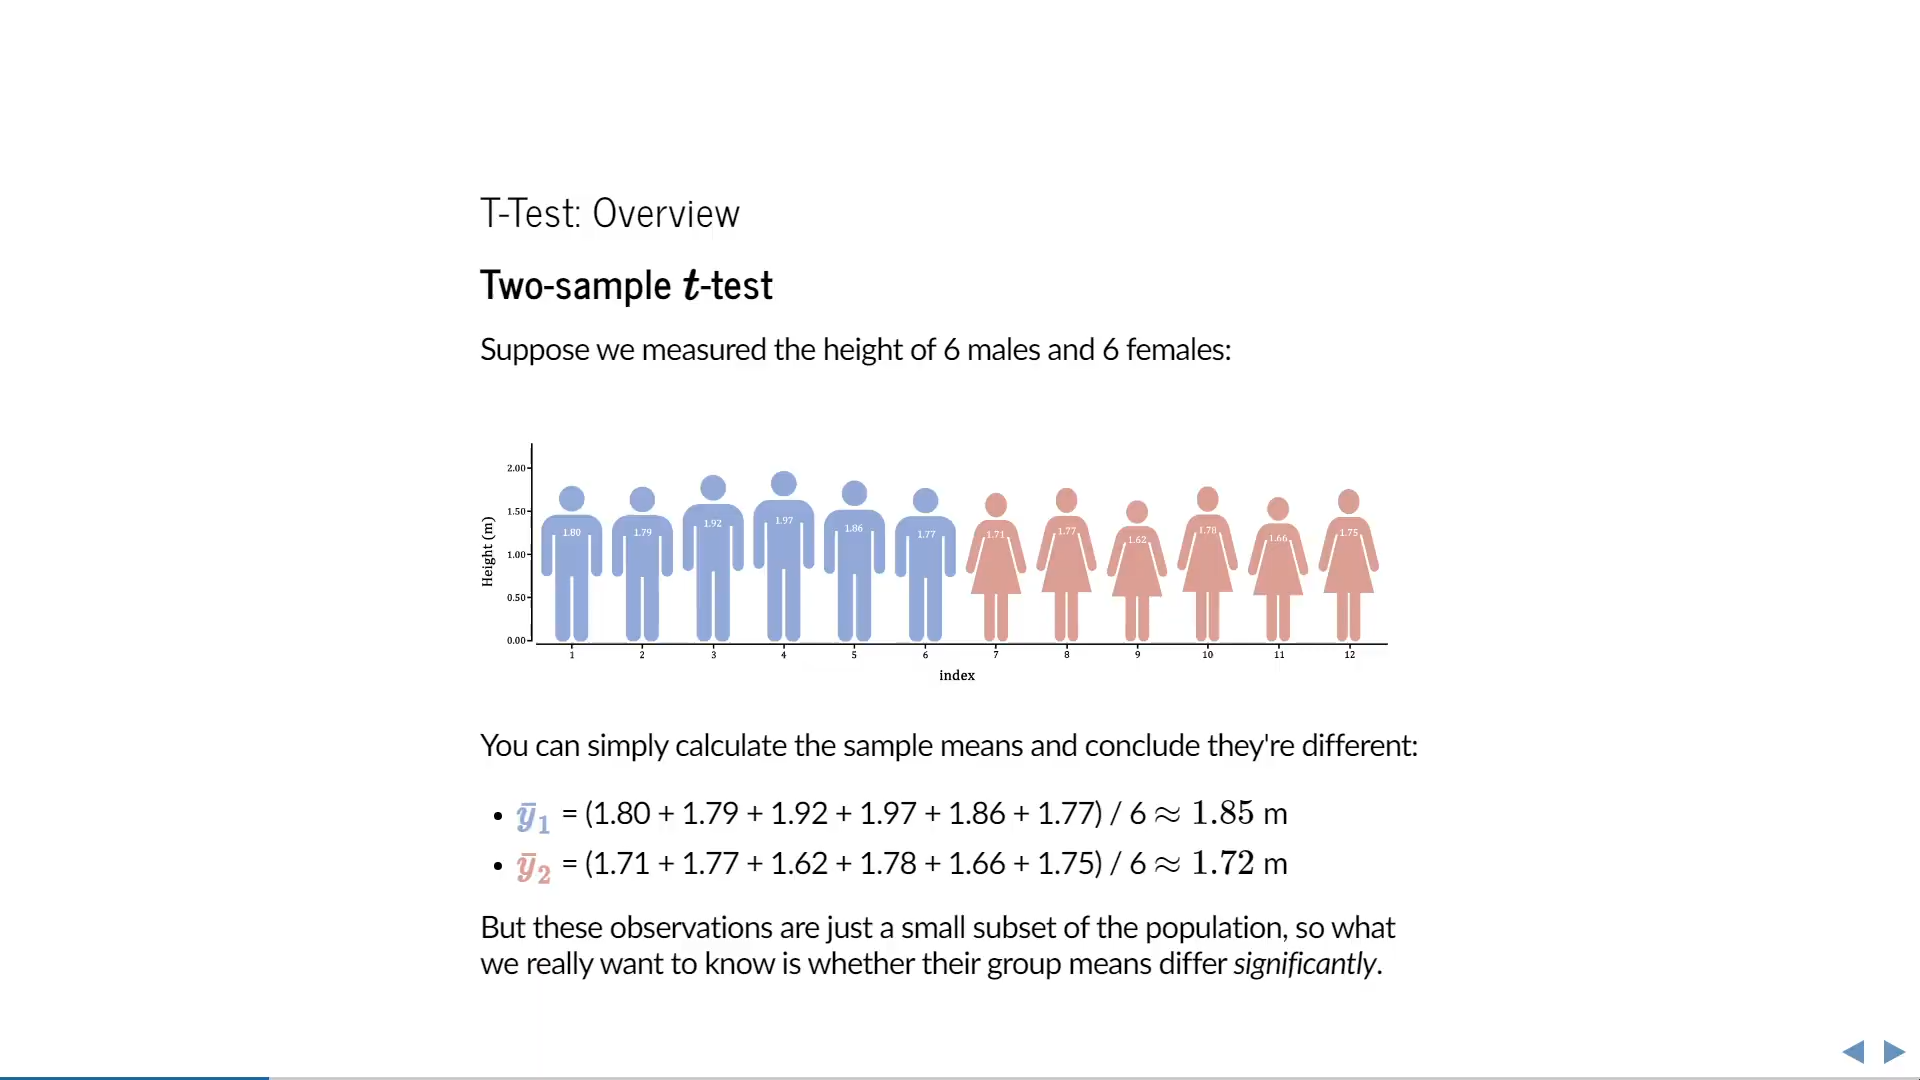 T-Test: Overview
Two-sample t-test
Suppose we measured the height of 6 males and 6 females:
Height (m)
2.00
1.50
1.00
0.50
0.00
1.80 1.79 1.92 1.97 1.86 1.77 1.71 1.77 1.62 1.78 1.66 1.75
1 2 3 4 5 6 7 8 9 10 11 12
index
You can simply calculate the sample means and conclude they're different:
• ȳ₁ = (1.80 + 1.79 + 1.92 + 1.97 + 1.86 + 1.77) / 6 ≈ 1.85 m
• ȳ₂ = (1.71 + 1.77 + 1.62 + 1.78 + 1.66 + 1.75) / 6 ≈ 1.72 m
But these observations are just a small subset of the population, so what
we really want to know is whether their group means differ significantly.